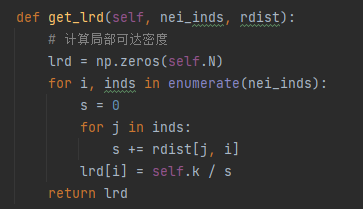 def get_lrd(self, nei_inds, rdist):
    # 计算局部可达密度
    lrd = np.zeros(self.N)
    for i, inds in enumerate(nei_inds):
        s = 0
        for j in inds:
            s += rdist[j, i]
        lrd[i] = self.k / s
    return lrd